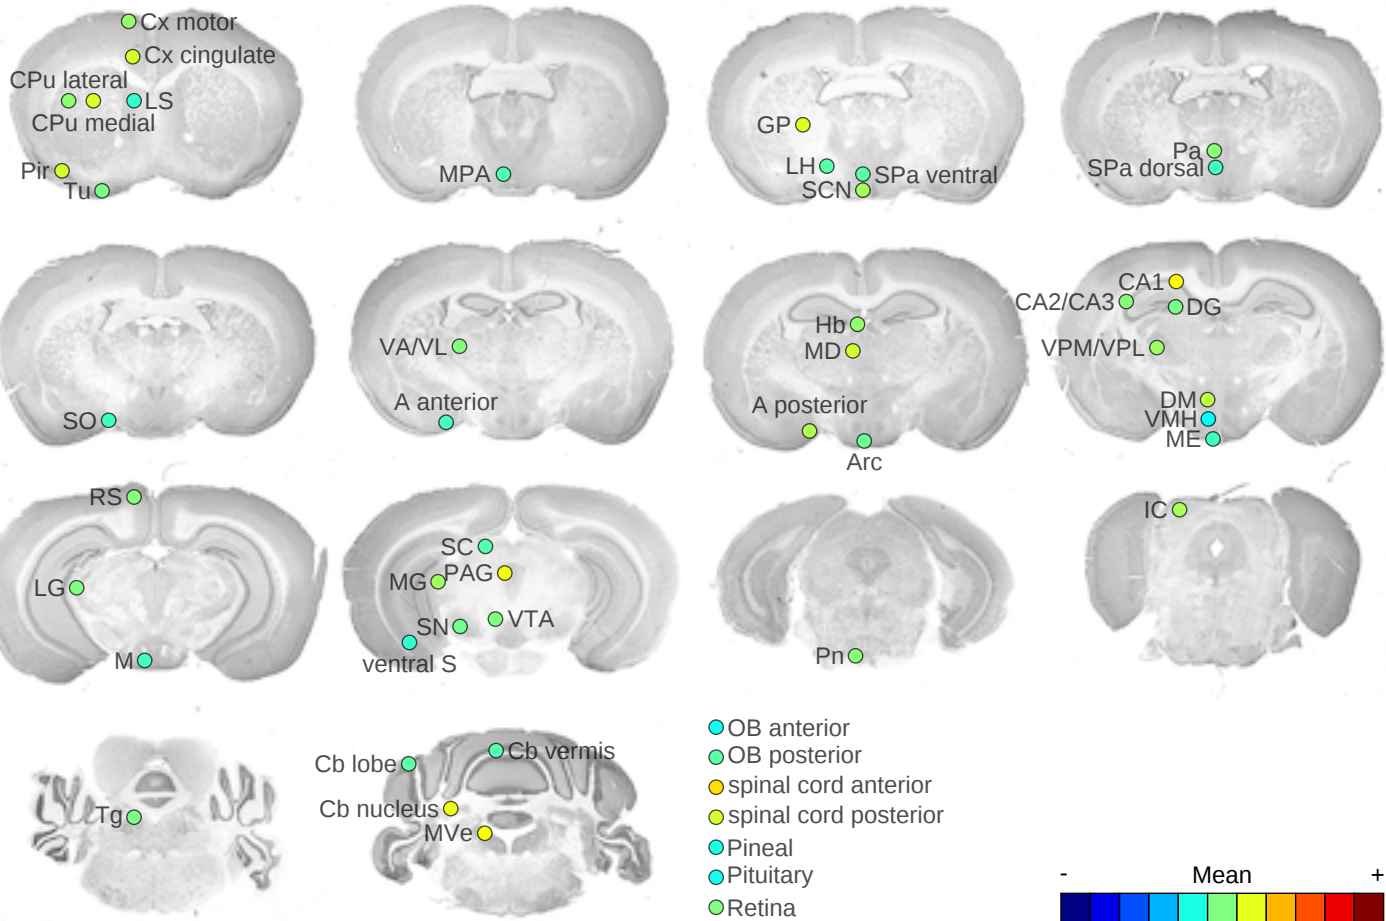 Cx motor
Cx cingulate
CPu lateral
LS
CPu medial
Pir
Tu
MPA
GP
LH
SPa ventral
SCN
Pa
SPa dorsal
SO
VA/VL
A anterior
Hb
MD
A posterior
Arc
CA1
CA2/CA3
DG
VPM/VPL
DM
VMH
ME
RS
LG
M
SC
PAG
MG
VTA
SN
ventral S
Pn
IC
Tg
Cb vermis
Cb lobe
Cb nucleus
MVe
OB anterior
OB posterior
spinal cord anterior
spinal cord posterior
Pineal
Pituitary
Retina
- Mean +